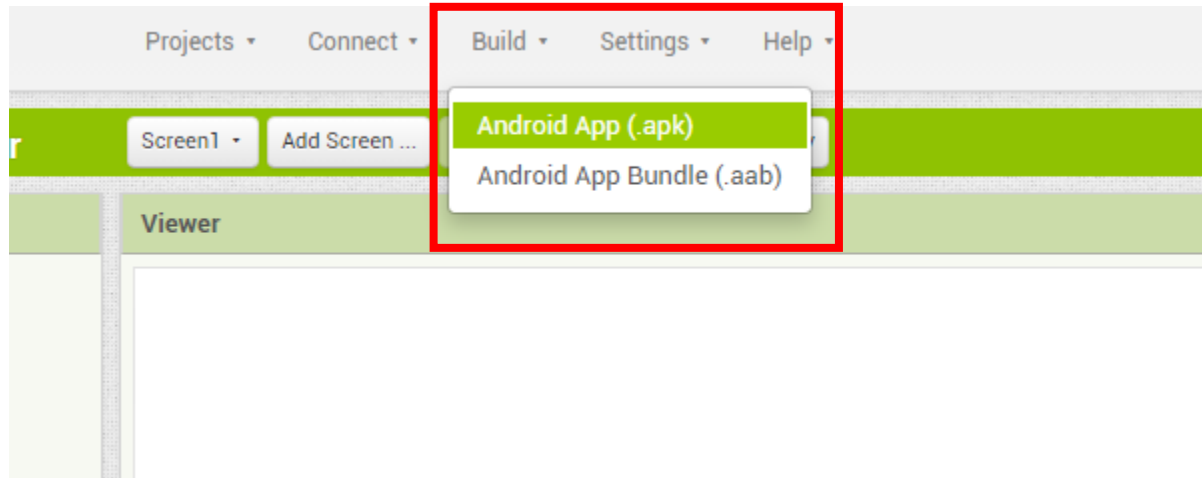 Projects Connect Build Settings Help
r Screen1 Add Screen ...
Android App (.apk)
Android App Bundle (.aab)
Viewer